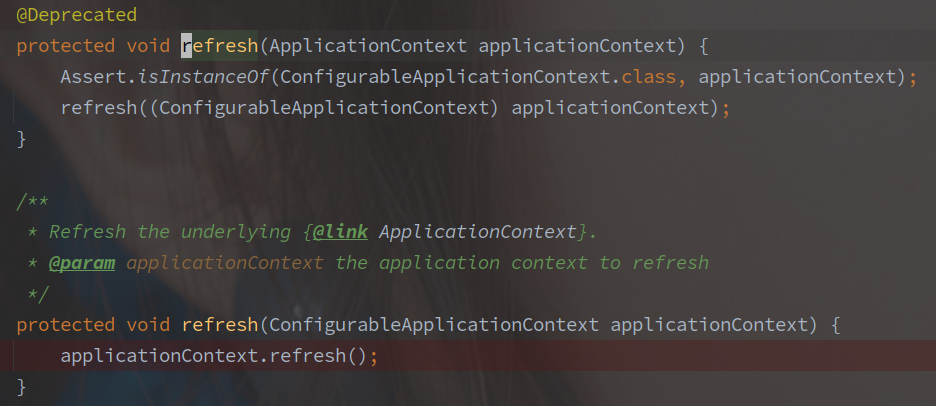 @Deprecated
protected void refresh(ApplicationContext applicationContext) {
    Assert.isInstanceOf(ConfigurableApplicationContext.class, applicationContext);
    refresh((ConfigurableApplicationContext) applicationContext);
}

/**
 * Refresh the underlying {@link ApplicationContext}.
 * @param applicationContext the application context to refresh
 */
protected void refresh(ConfigurableApplicationContext applicationContext) {
    applicationContext.refresh();
}